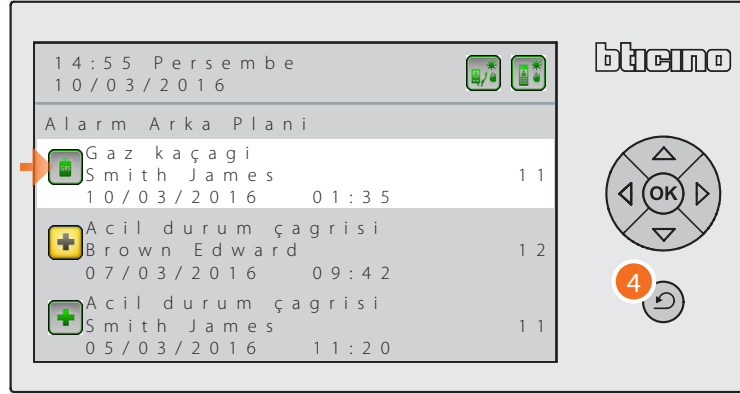 14:55 Persembe
10/03/2016
bticino
Alarm Arka Plani
Gaz kaçagi
Smith James 11
10/03/2016 01:35
Acil durum çagrisi
Brown Edward 12
07/03/2016 09:42
Acil durum çagrisi
Smith James 11
05/03/2016 11:20
OK
4
GAS